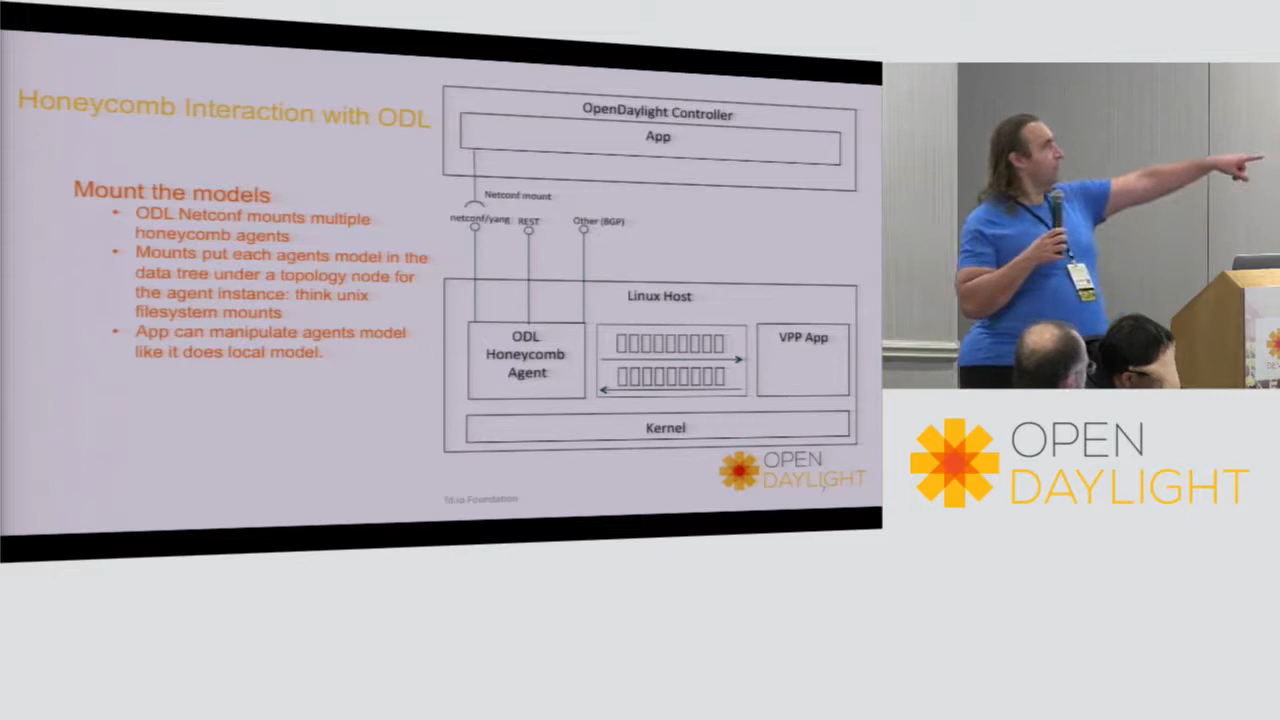 Honeycomb Interaction with ODL
Mount the models
• ODL Netconf mounts multiple
honeycomb agents
• Mounts put each agents model in the
data tree under a topology node for
the agent instance: think unix
filesystem mounts
• App can manipulate agents model
like it does local model.
OpenDaylight Controller
App
Netconf mount
netconf/yang
REST
Other (BGP)
Linux Host
ODL
Honeycomb
Agent
VPP App
Kernel
OPEN
DAYLIGHT
fd.io Foundation
OPEN
DAYLIGHT